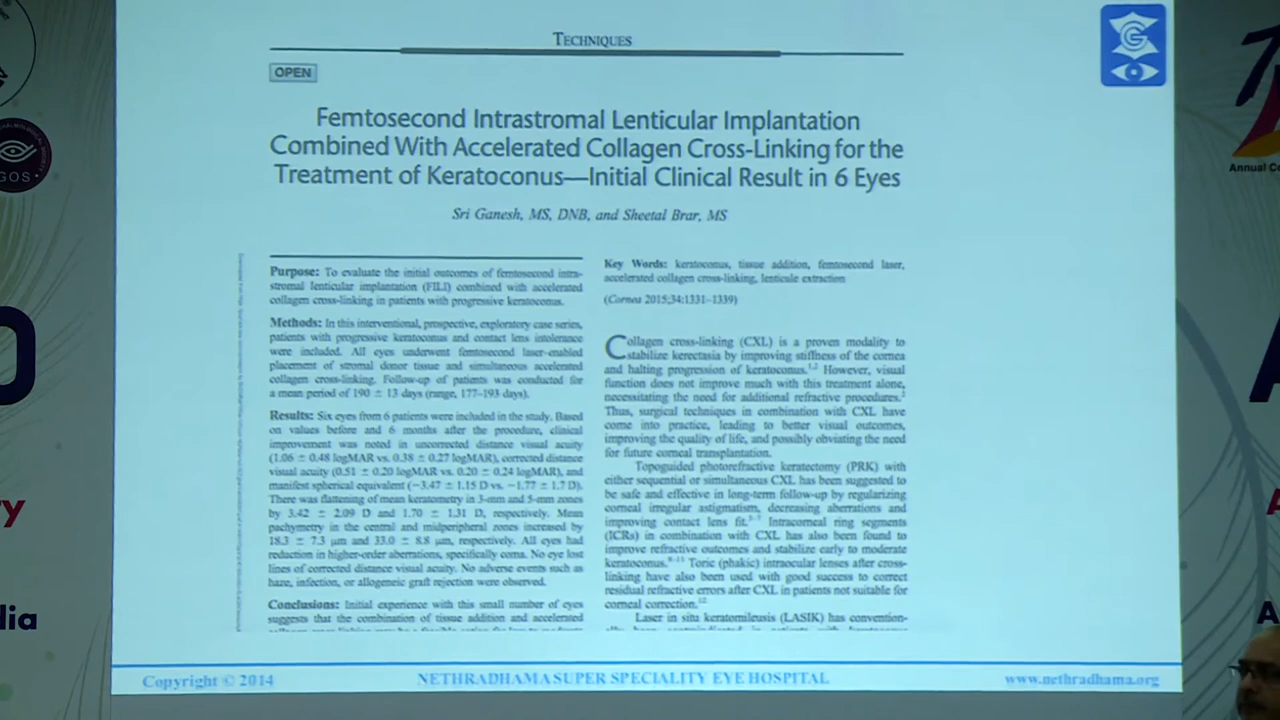 TECHNIQUES
OPEN
Femtosecond Intrastromal Lenticular Implantation
Combined With Accelerated Collagen Cross-Linking for the
Treatment of Keratoconus—Initial Clinical Result in 6 Eyes
Sri Ganesh, MS, DNB, and Sheetal Brar, MS
Purpose: To evaluate the initial outcomes of femtosecond intra-
stromal lenticular implantation (FILI) combined with accelerated
collagen cross-linking in patients with progressive keratoconus.
Methods: In this interventional, prospective, exploratory case series,
patients with progressive keratoconus and contact lens intolerance
were included. All eyes underwent femtosecond laser-enabled
placement of stromal donor tissue and simultaneous accelerated
collagen cross-linking. Follow-up of patients was conducted for
a mean period of 190 ± 13 days (range, 177–193 days).
Results: Six eyes from 6 patients were included in the study. Based
on values before and 6 months after the procedure, clinical
improvement was noted in uncorrected distance visual acuity
(1.06 ± 0.48 logMAR vs. 0.38 ± 0.27 logMAR), corrected distance
visual acuity (0.51 ± 0.20 logMAR vs. 0.20 ± 0.24 logMAR), and
manifest spherical equivalent (−3.47 ± 1.15 D vs. −1.77 ± 1.7 D).
There was flattening of mean keratometry in 3-mm and 5-mm zones
by 3.42 ± 2.09 D and 1.70 ± 1.31 D, respectively. Mean
pachymetry in the central and midperipheral zones increased by
18.3 ± 7.3 μm and 33.0 ± 8.8 μm, respectively. All eyes had
reduction in higher-order aberrations, specifically coma. No eye lost
lines of corrected distance visual acuity. No adverse events such as
haze, infection, or allogeneic graft rejection were observed.
Conclusions: Initial experience with this small number of eyes
suggests that the combination of tissue addition and accelerated
Key Words: keratoconus, tissue addition, femtosecond laser,
accelerated collagen cross-linking, lenticule extraction
(Cornea 2015;34:1331–1339)
Collagen cross-linking (CXL) is a proven modality to
stabilize kerectasia by improving stiffness of the cornea
and halting progression of keratoconus.1,2 However, visual
function does not improve much with this treatment alone,
necessitating the need for additional refractive procedures.3
Thus, surgical techniques in combination with CXL have
come into practice, leading to better visual outcomes,
improving the quality of life, and possibly obviating the need
for future corneal transplantation.
Topoguided photorefractive keratectomy (PRK) with
either sequential or simultaneous CXL has been suggested to
be safe and effective in long-term follow-up by regularizing
corneal irregular astigmatism, decreasing aberrations and
improving contact lens fit. Intracorneal ring segments
(ICRs) in combination with CXL has also been found to
improve refractive outcomes and stabilize early to moderate
keratoconus. Toric (phakic) intraocular lenses after cross-
linking have also been used with good success to correct
residual refractive errors after CXL in patients not suitable for
corneal correction.12
Laser in situ keratomileusis (LASIK) has convention-
Copyright © 2014
NETHRADHAMA SUPER SPECIALITY EYE HOSPITAL
www.nethradhama.org
GOS
Annual